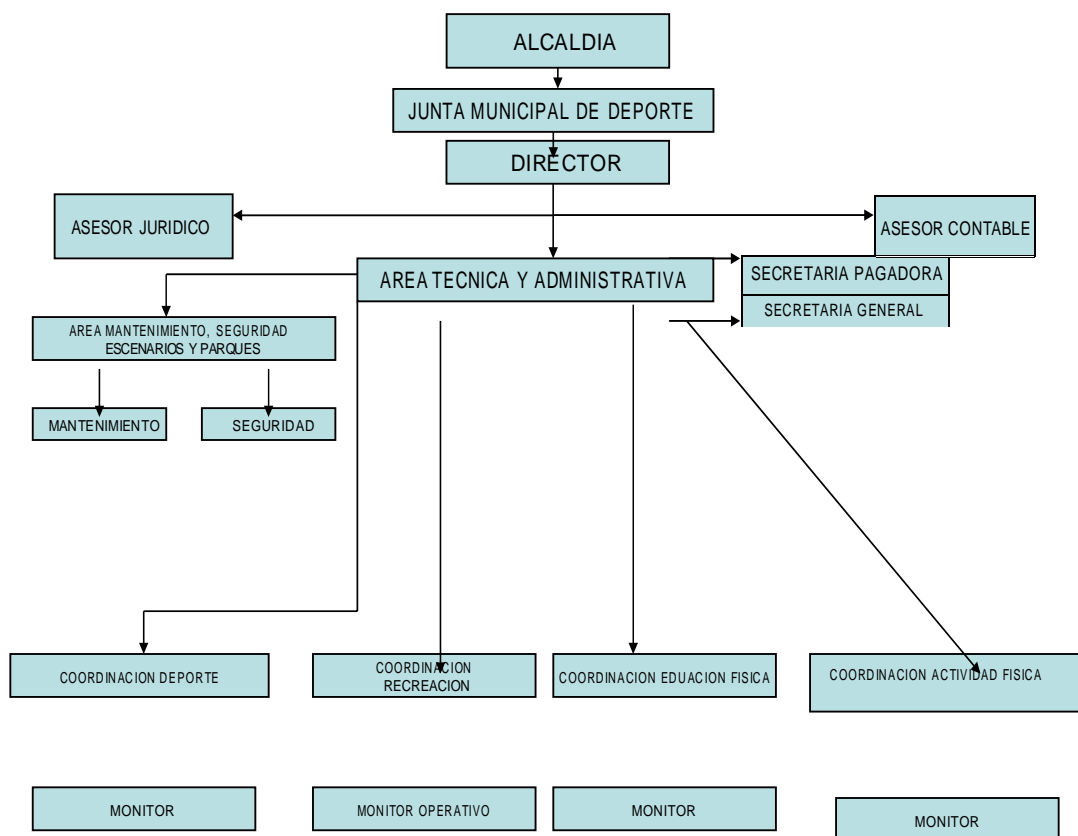 ALCALDIA
JUNTA MUNICIPAL DE DEPORTE
DIRECTOR
ASESOR JURIDICO
ASESOR CONTABLE
AREA TECNICA Y ADMINISTRATIVA
SECRETARIA PAGADORA
SECRETARIA GENERAL
AREA MANTENIMIENTO, SEGURIDAD
ESCENARIOS Y PARQUES
MANTENIMIENTO
SEGURIDAD
COORDINACION DEPORTE
COORDINACION
RECREACION
COORDINACION EDUACION FISICA
COORDINACION ACTIVIDAD FISICA
MONITOR
MONITOR OPERATIVO
MONITOR
MONITOR